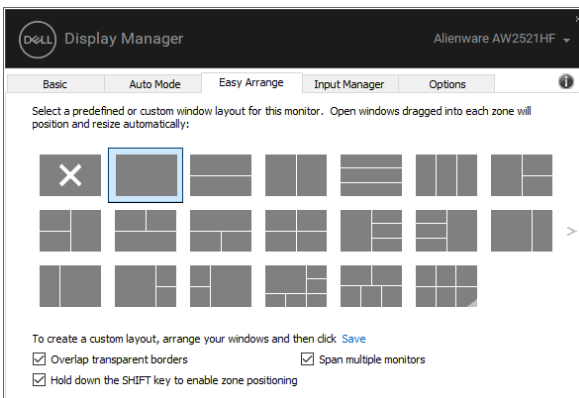 DELL Display Manager
Alienware AW2521HF
Basic Auto Mode Easy Arrange Input Manager Options
Select a predefined or custom window layout for this monitor. Open windows dragged into each zone will
position and resize automatically:
To create a custom layout, arrange your windows and then click Save
Overlap transparent borders
Span multiple monitors
Hold down the SHIFT key to enable zone positioning